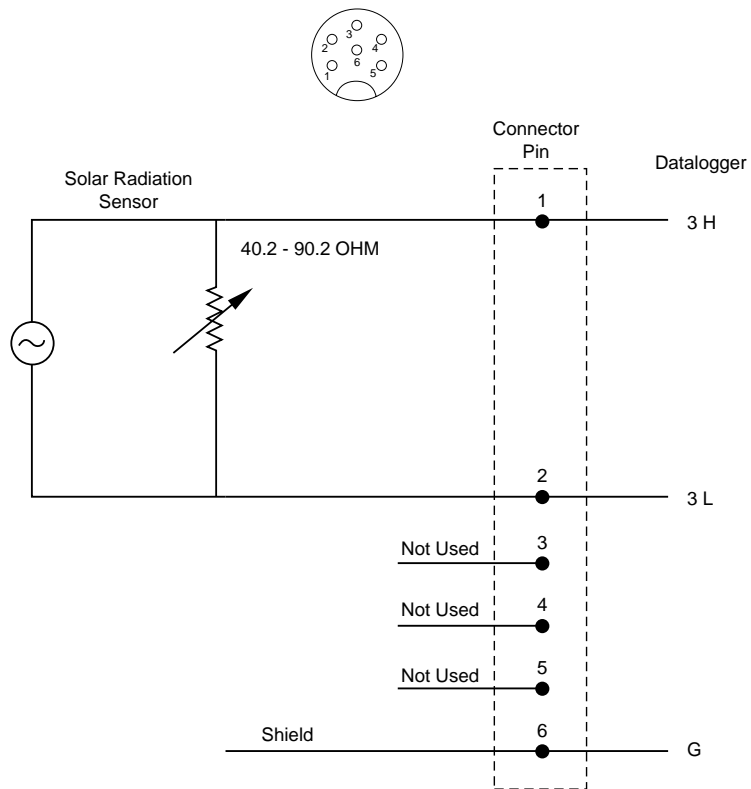 3
2
4
6
1
5
Connector
Pin
Datalogger
Solar Radiation
Sensor
1
3 H
40.2 - 90.2 OHM
2
3 L
Not Used
3
Not Used
4
Not Used
5
Shield
6
G